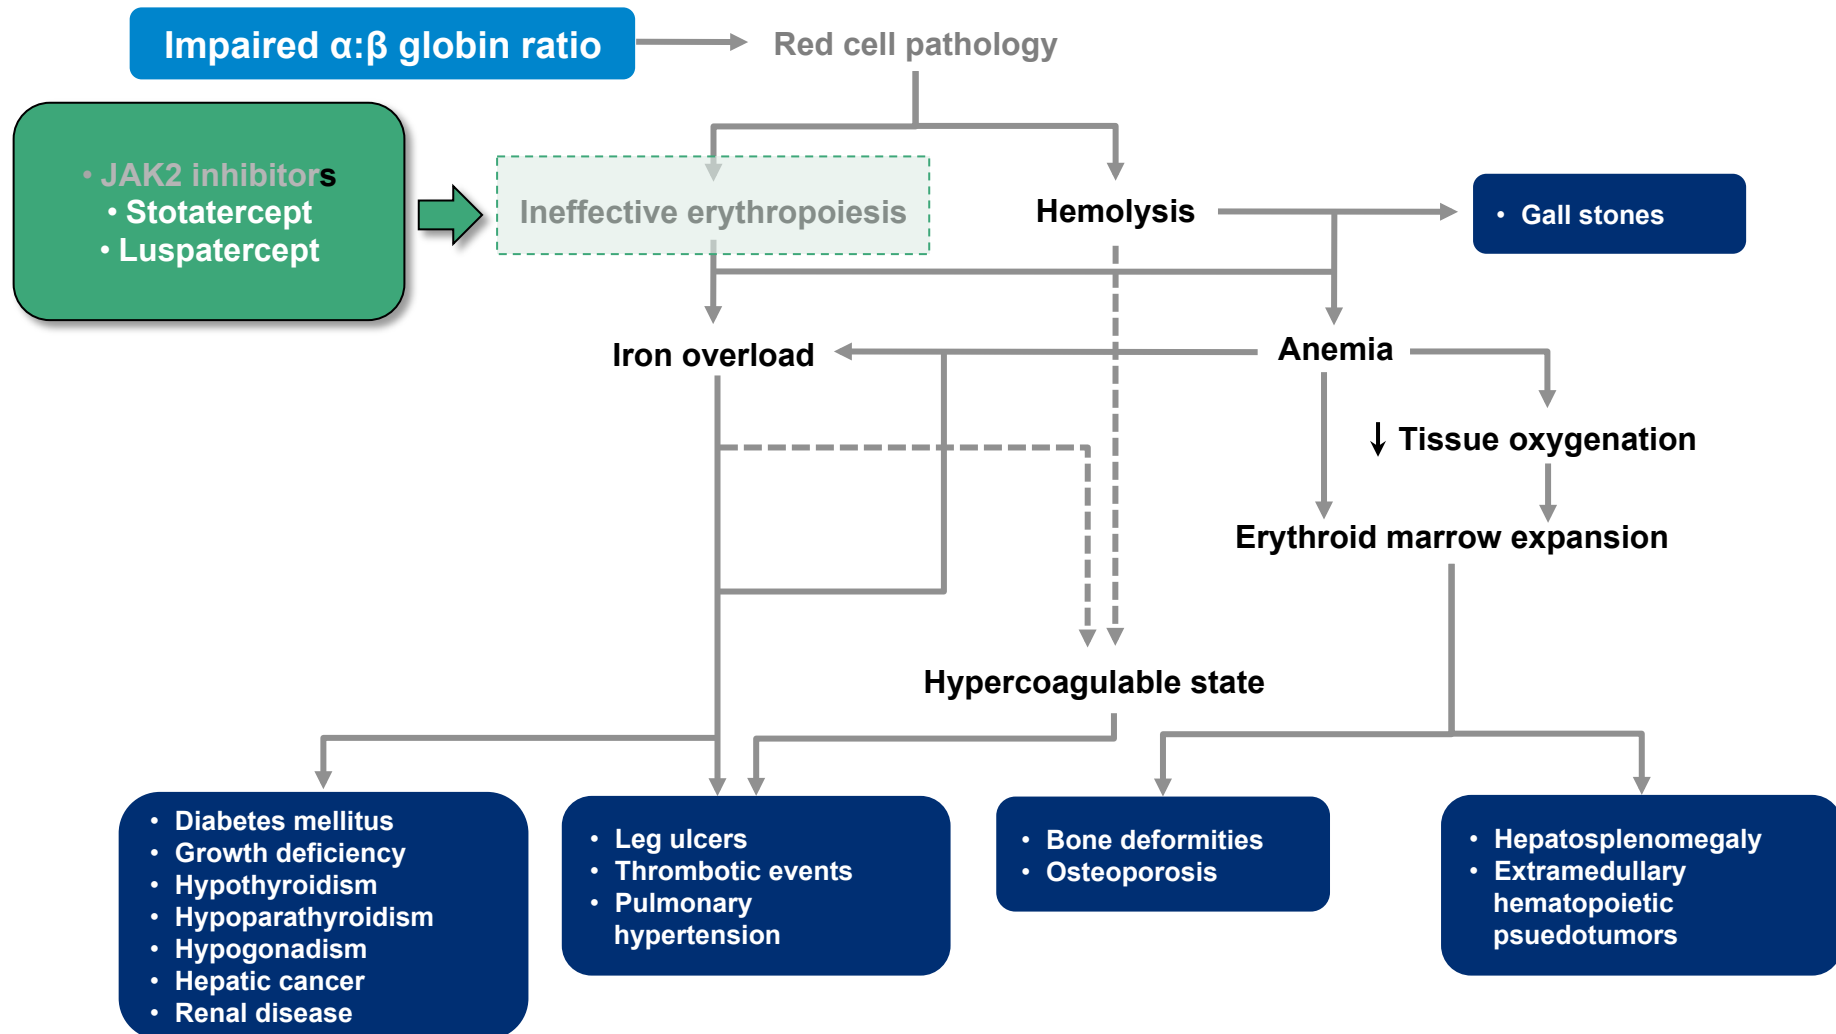 Impaired α:β globin ratio
Red cell pathology
• JAK2 inhibitors
• Stotatercept
• Luspatercept
Ineffective erythropoiesis
Hemolysis
• Gall stones
Iron overload
Anemia
↓ Tissue oxygenation
Erythroid marrow expansion
Hypercoagulable state
• Diabetes mellitus
• Growth deficiency
• Hypothyroidism
• Hypoparathyroidism
• Hypogonadism
• Hepatic cancer
• Renal disease
• Leg ulcers
• Thrombotic events
• Pulmonary
hypertension
• Bone deformities
• Osteoporosis
• Hepatosplenomegaly
• Extramedullary
hematopoietic
psuedotumors